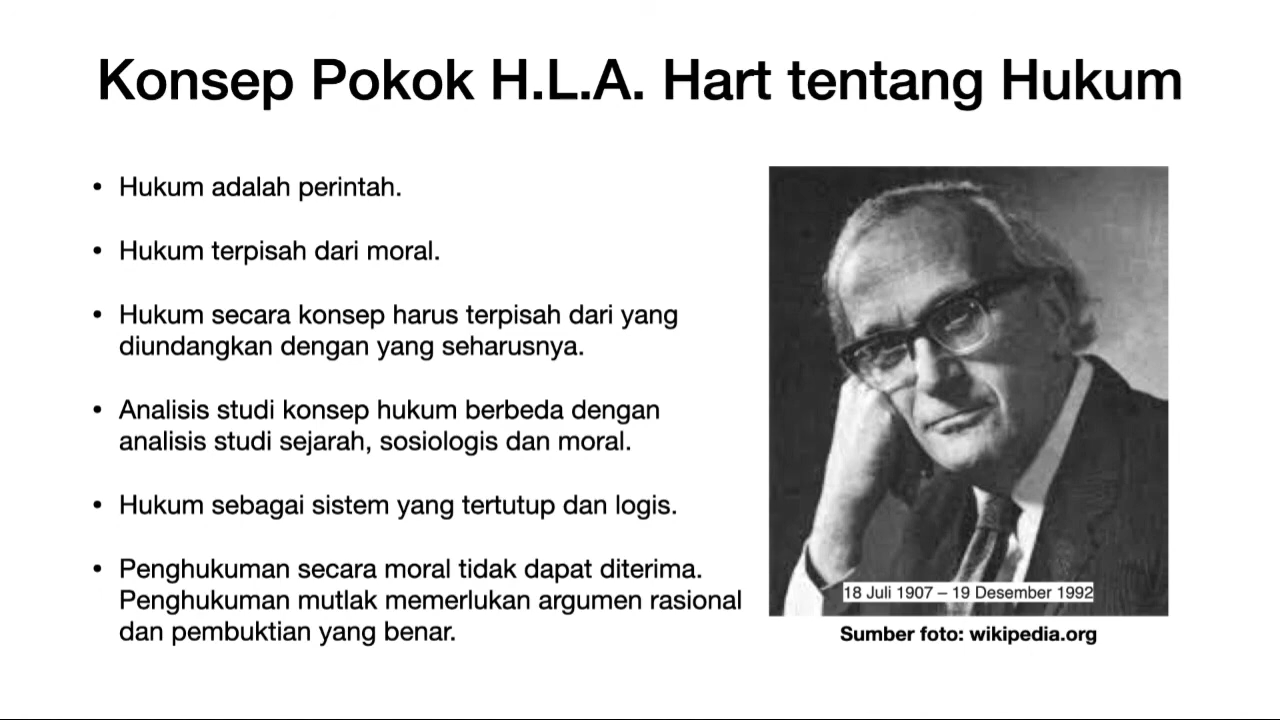 Konsep Pokok H.L.A. Hart tentang Hukum
• Hukum adalah perintah.
• Hukum terpisah dari moral.
• Hukum secara konsep harus terpisah dari yang
diundangkan dengan yang seharusnya.
• Analisis studi konsep hukum berbeda dengan
analisis studi sejarah, sosiologis dan moral.
• Hukum sebagai sistem yang tertutup dan logis.
• Penghukuman secara moral tidak dapat diterima.
Penghukuman mutlak memerlukan argumen rasional
dan pembuktian yang benar.
18 Juli 1907 – 19 Desember 1992
Sumber foto: wikipedia.org